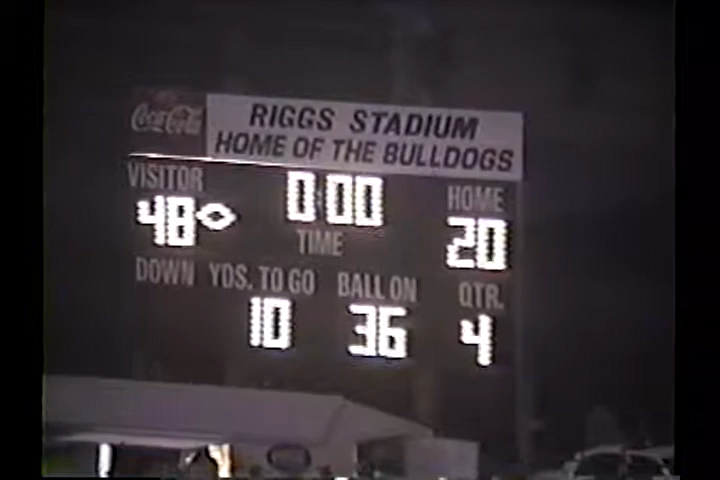 Coca-Cola
RIGGS STADIUM
HOME OF THE BULLDOGS
VISITOR 0:00 HOME
48 TIME 20
DOWN YDS. TO GO BALL ON QTR.
10 36 4